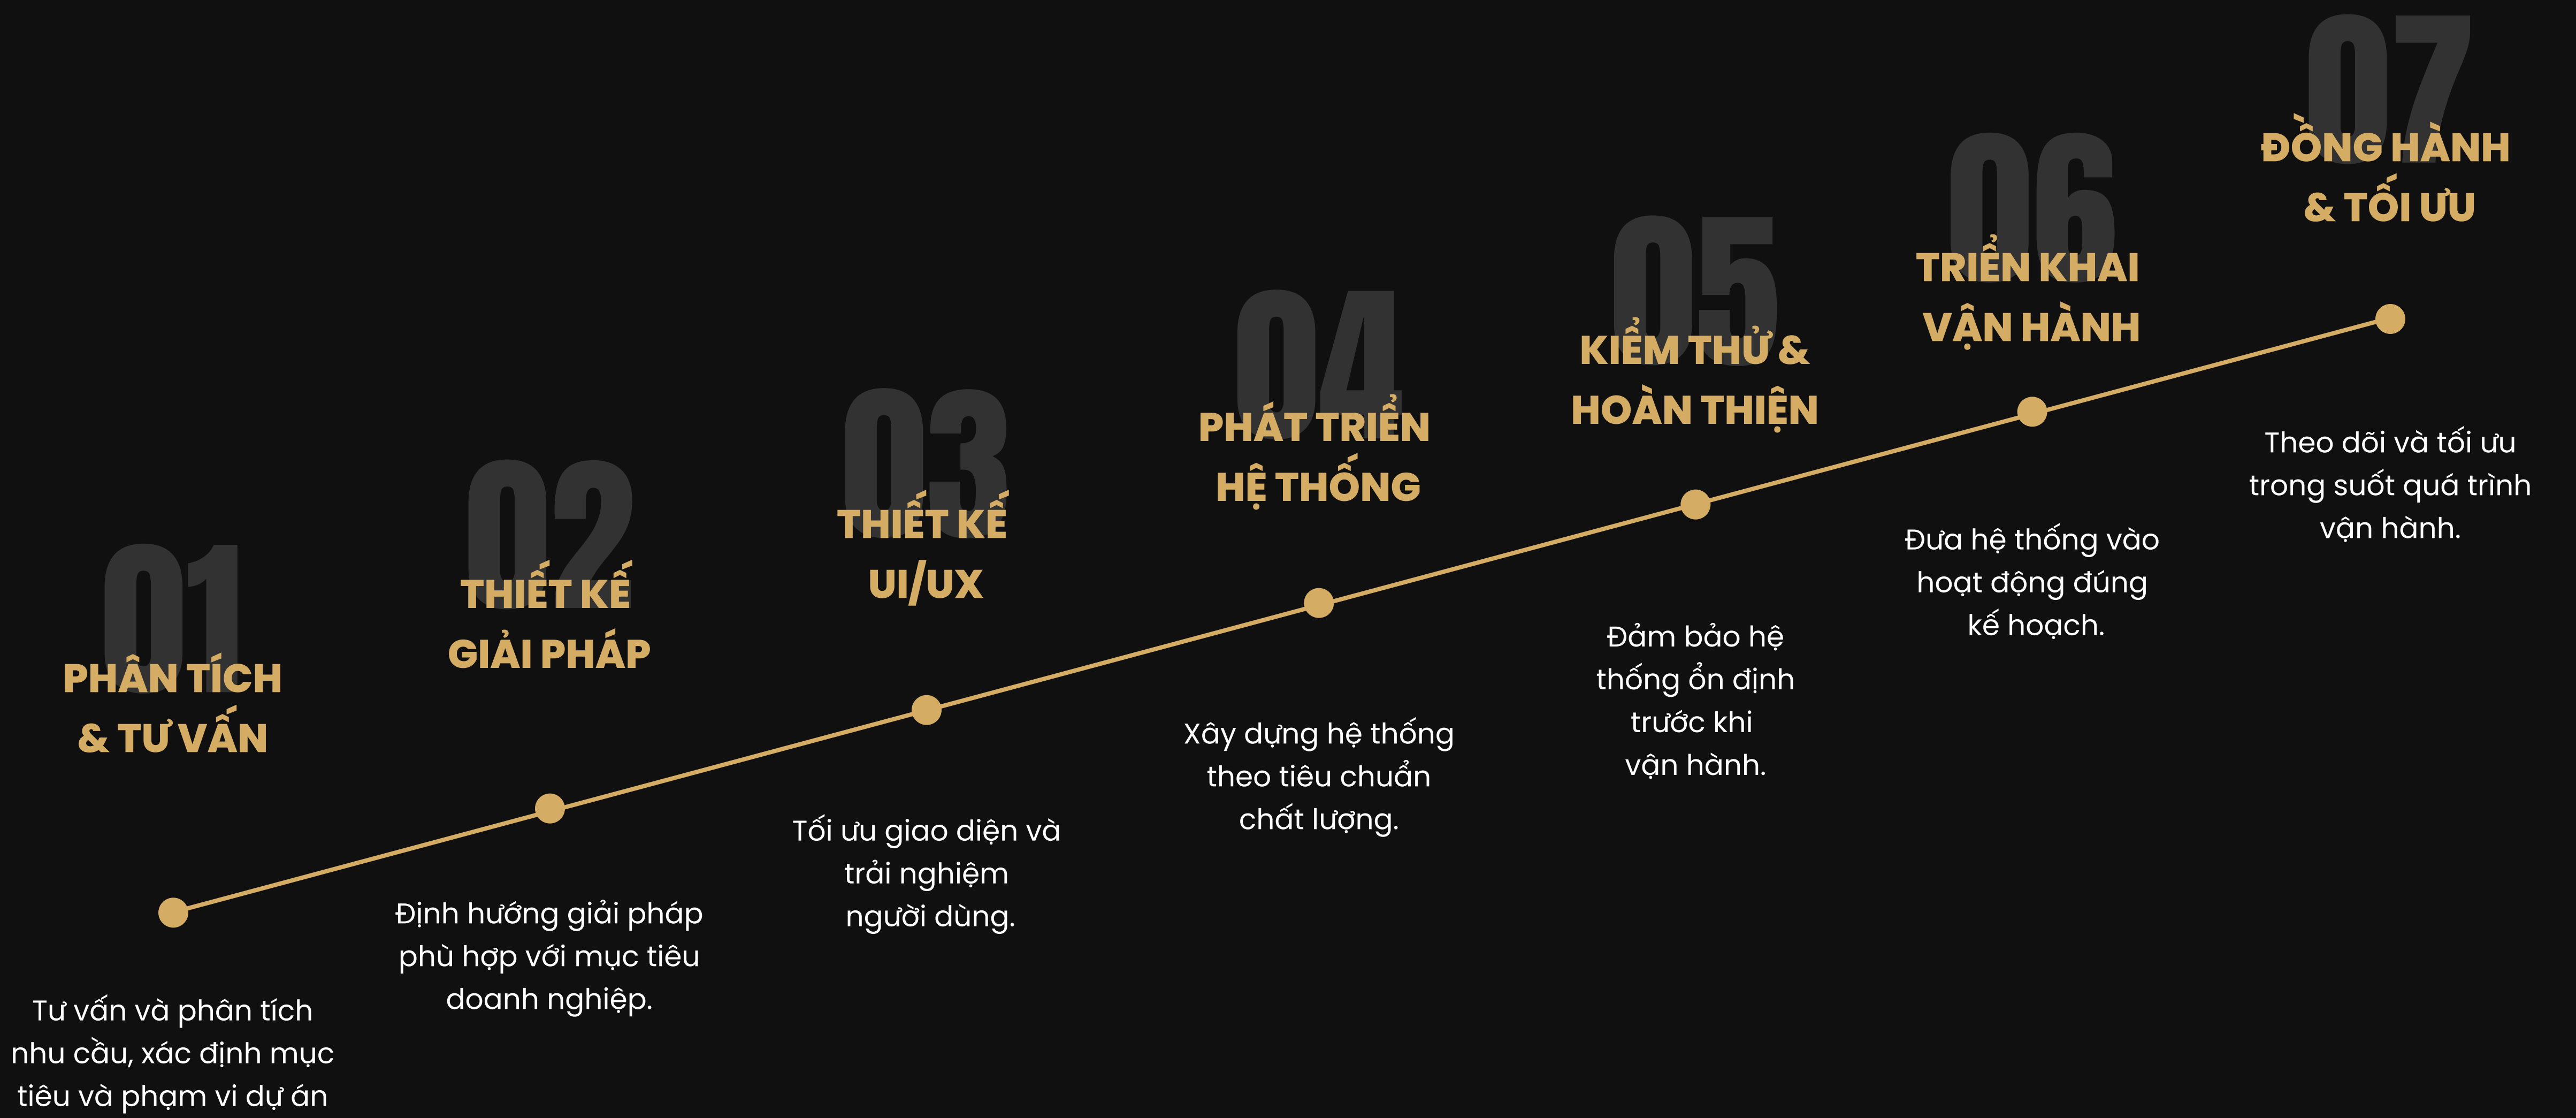 01
PHÂN TÍCH
& TƯ VẤN
Tư vấn và phân tích
nhu cầu, xác định mục
tiêu và phạm vi dự án
02
THIẾT KẾ
GIẢI PHÁP
Định hướng giải pháp
phù hợp với mục tiêu
doanh nghiệp.
03
THIẾT KẾ
UI/UX
Tối ưu giao diện và
trải nghiệm
người dùng.
04
PHÁT TRIỂN
HỆ THỐNG
Xây dựng hệ thống
theo tiêu chuẩn
chất lượng.
05
KIỂM THỬ &
HOÀN THIỆN
Đảm bảo hệ
thống ổn định
trước khi
vận hành.
06
TRIỂN KHAI
VẬN HÀNH
Đưa hệ thống vào
hoạt động đúng
kế hoạch.
07
ĐỒNG HÀNH
& TỐI ƯU
Theo dõi và tối ưu
trong suốt quá trình
vận hành.